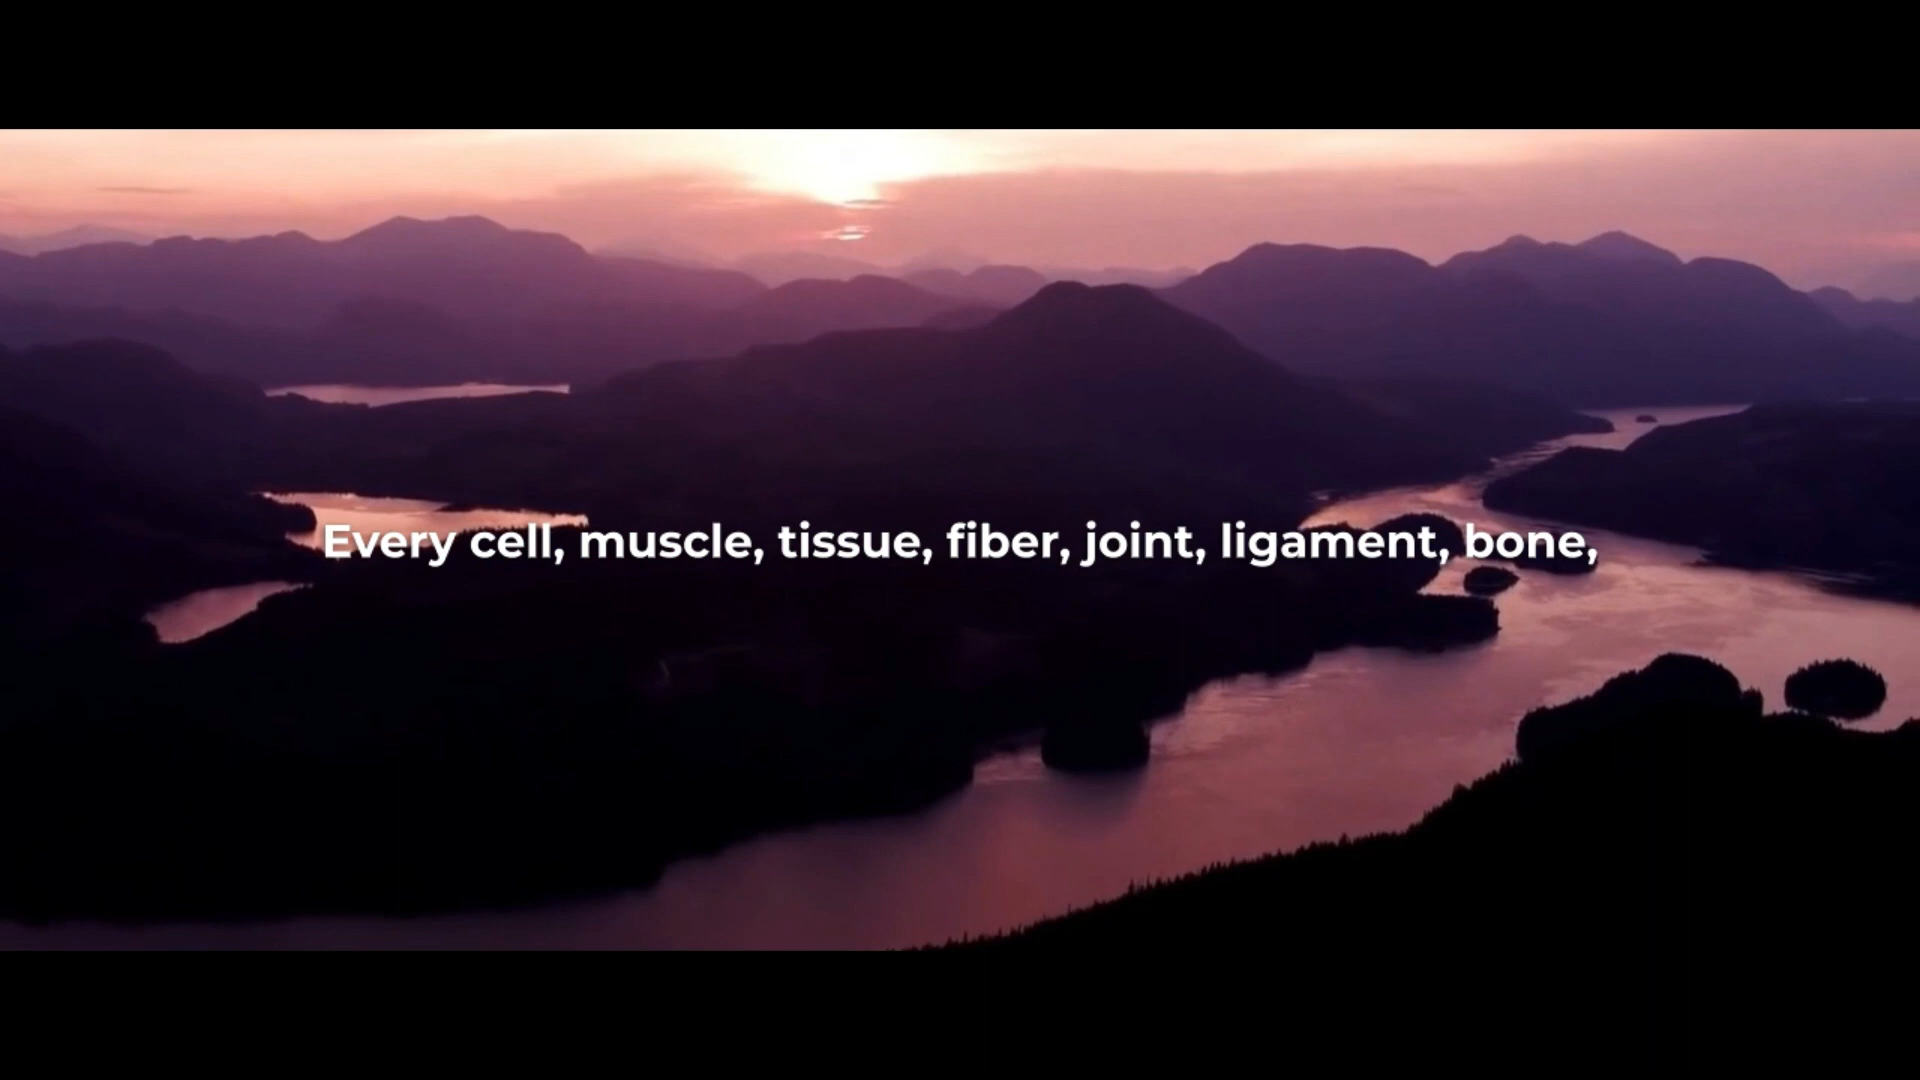 Every cell, muscle, tissue, fiber, joint, ligament, bone,